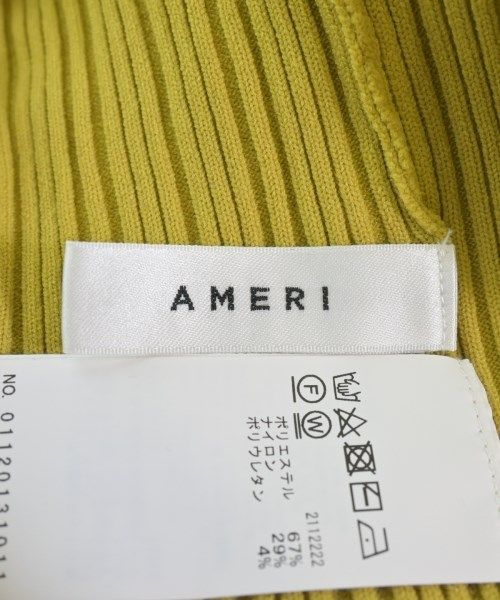 AMERI
2112222
ポリエステル 67%
ナイロン 29%
ポリウレタン 4%
F W
NO. 01120131011